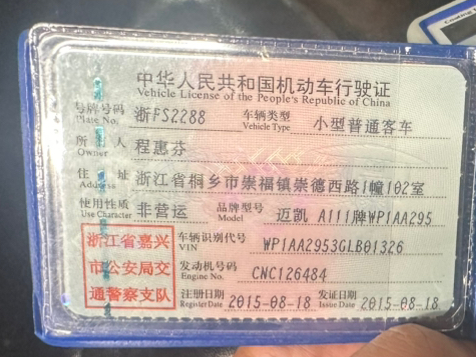 中华人民共和国机动车行驶证
Vehicle License of the People's Republic of China
号牌号码 浙FS2288 车辆类型 小型普通客车
Plate No. Vehicle Type
所 人 程惠芬
Owner
住 址 浙江省桐乡市崇福镇崇德西路1幢102室
Address
使用性质 非营运 品牌型号 迈凯 A111牌WP1AA295
Use Character Model
浙江省嘉兴
市公安局交
通警察支队
车辆识别代号 WP1AA2953GLB01326
VIN
发动机号码 CNC126484
Engine No.
注册日期 2015-08-18 发证日期 2015-08-18
Register Date Issue Date